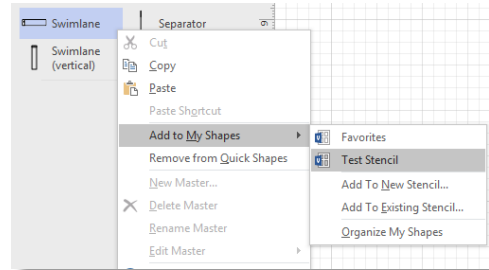 Swimlane
Separator
6
Swimlane
(vertical)
Cut
Copy
Paste
Paste Shortcut
Add to My Shapes
Remove from Quick Shapes
New Master...
Delete Master
Rename Master
Edit Master
Favorites
Test Stencil
Add To New Stencil...
Add To Existing Stencil...
Organize My Shapes